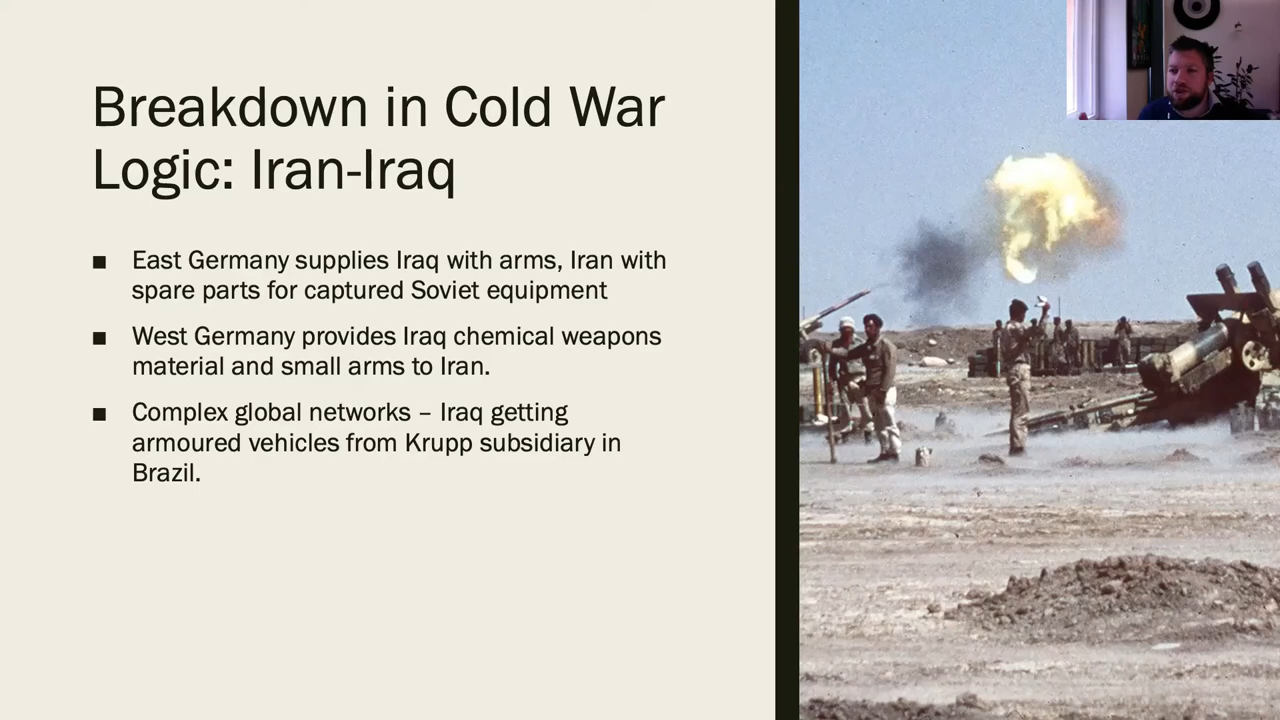 Breakdown in Cold War
Logic: Iran-Iraq
■ East Germany supplies Iraq with arms, Iran with
spare parts for captured Soviet equipment
■ West Germany provides Iraq chemical weapons
material and small arms to Iran.
■ Complex global networks – Iraq getting
armoured vehicles from Krupp subsidiary in
Brazil.